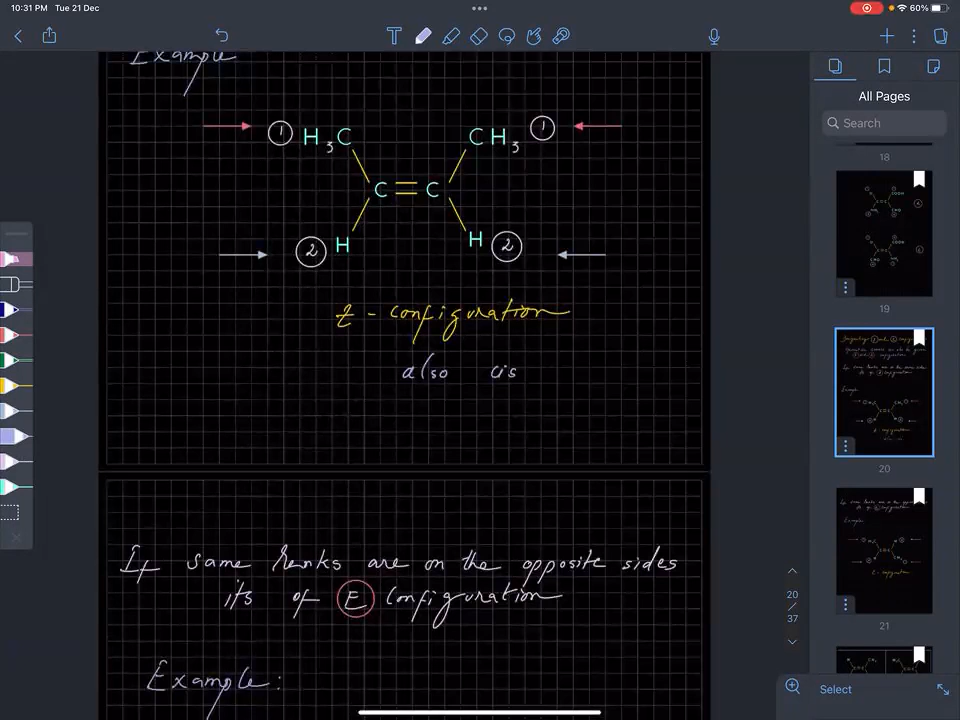 10:31 PM Tue 21 Dec
60%
Example
1 H3C CH3 1
C = C
2 H H 2
Z - configuration
also cis
If same ranks are on the opposite sides
its of E configuration
Example:
All Pages
Search
18
19
20
21
20
/
37
Select